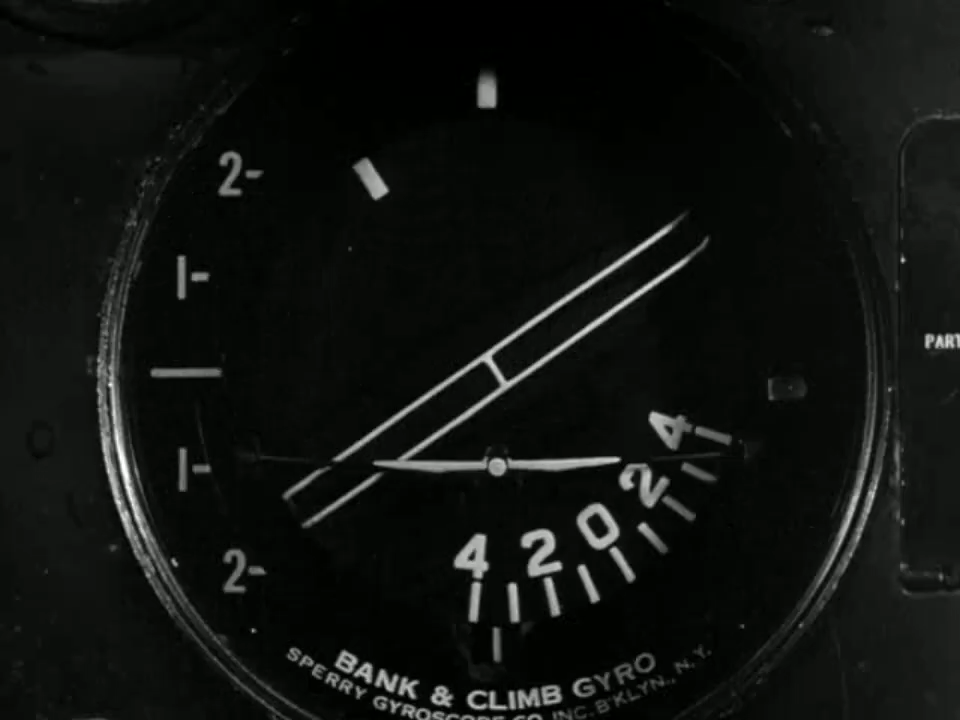 2-
1-
PART
1-
4 2 0 2 4
2-
BANK & CLIMB GYRO
SPERRY GYROSCOPE CO. INC. B'KLYN., N.Y.